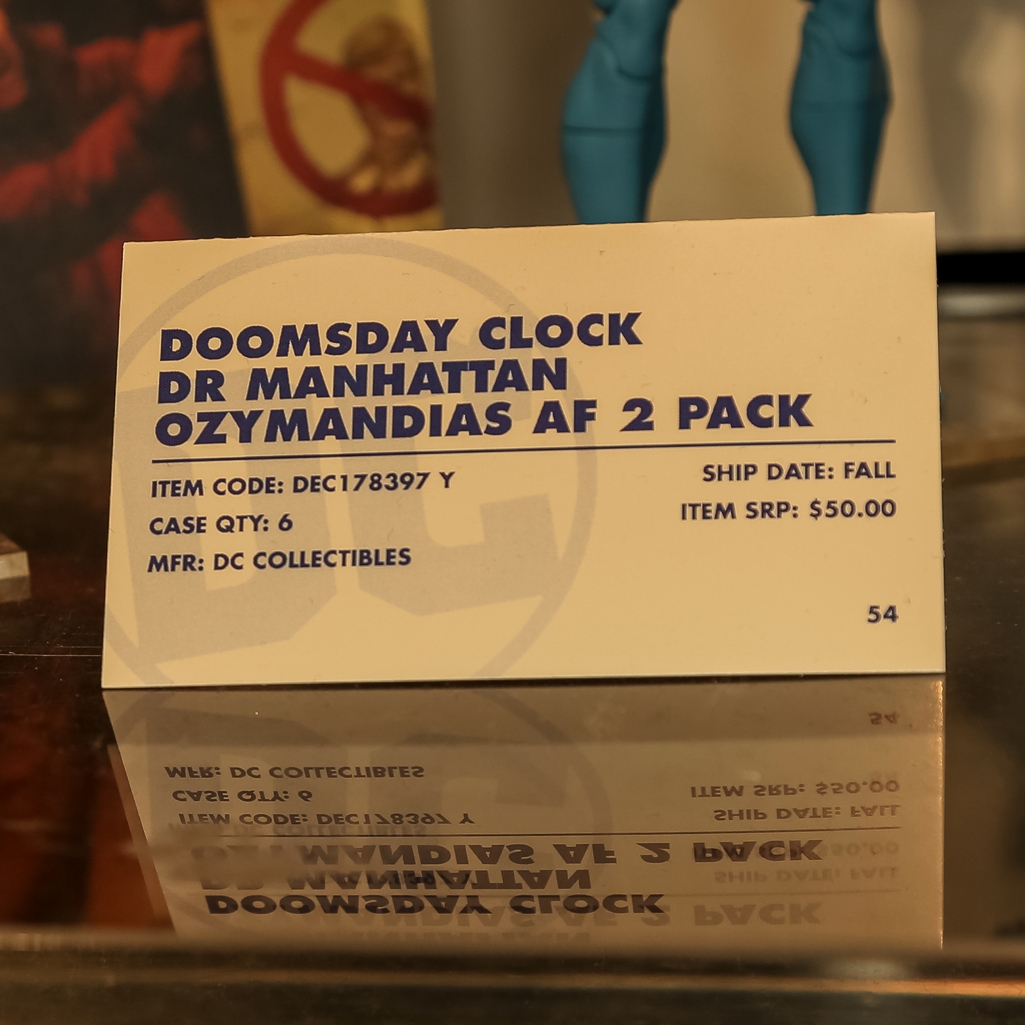 DOOMSDAY CLOCK
DR MANHATTAN
OZYMANDIAS AF 2 PACK
ITEM CODE: DEC178397 Y
SHIP DATE: FALL
CASE QTY: 6
ITEM SRP: $50.00
MFR: DC COLLECTIBLES
54
DC